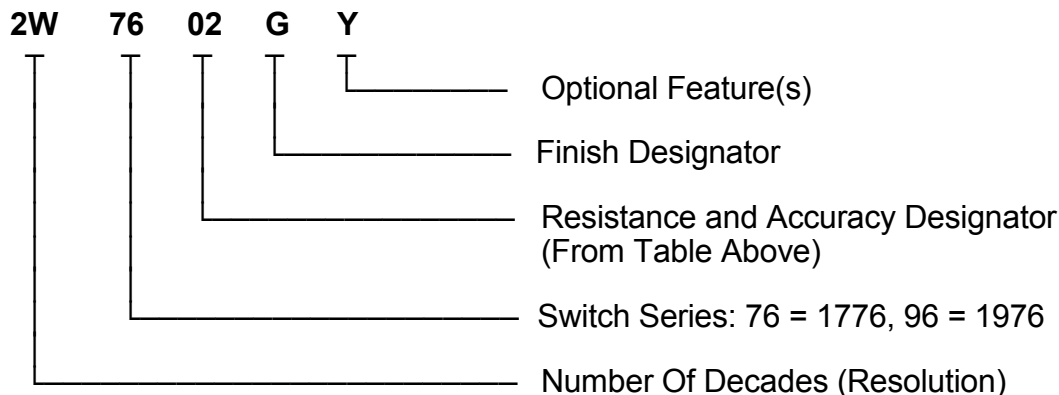 2W 76 02 G Y
Optional Feature(s)
Finish Designator
Resistance and Accuracy Designator
(From Table Above)
Switch Series: 76 = 1776, 96 = 1976
Number Of Decades (Resolution)